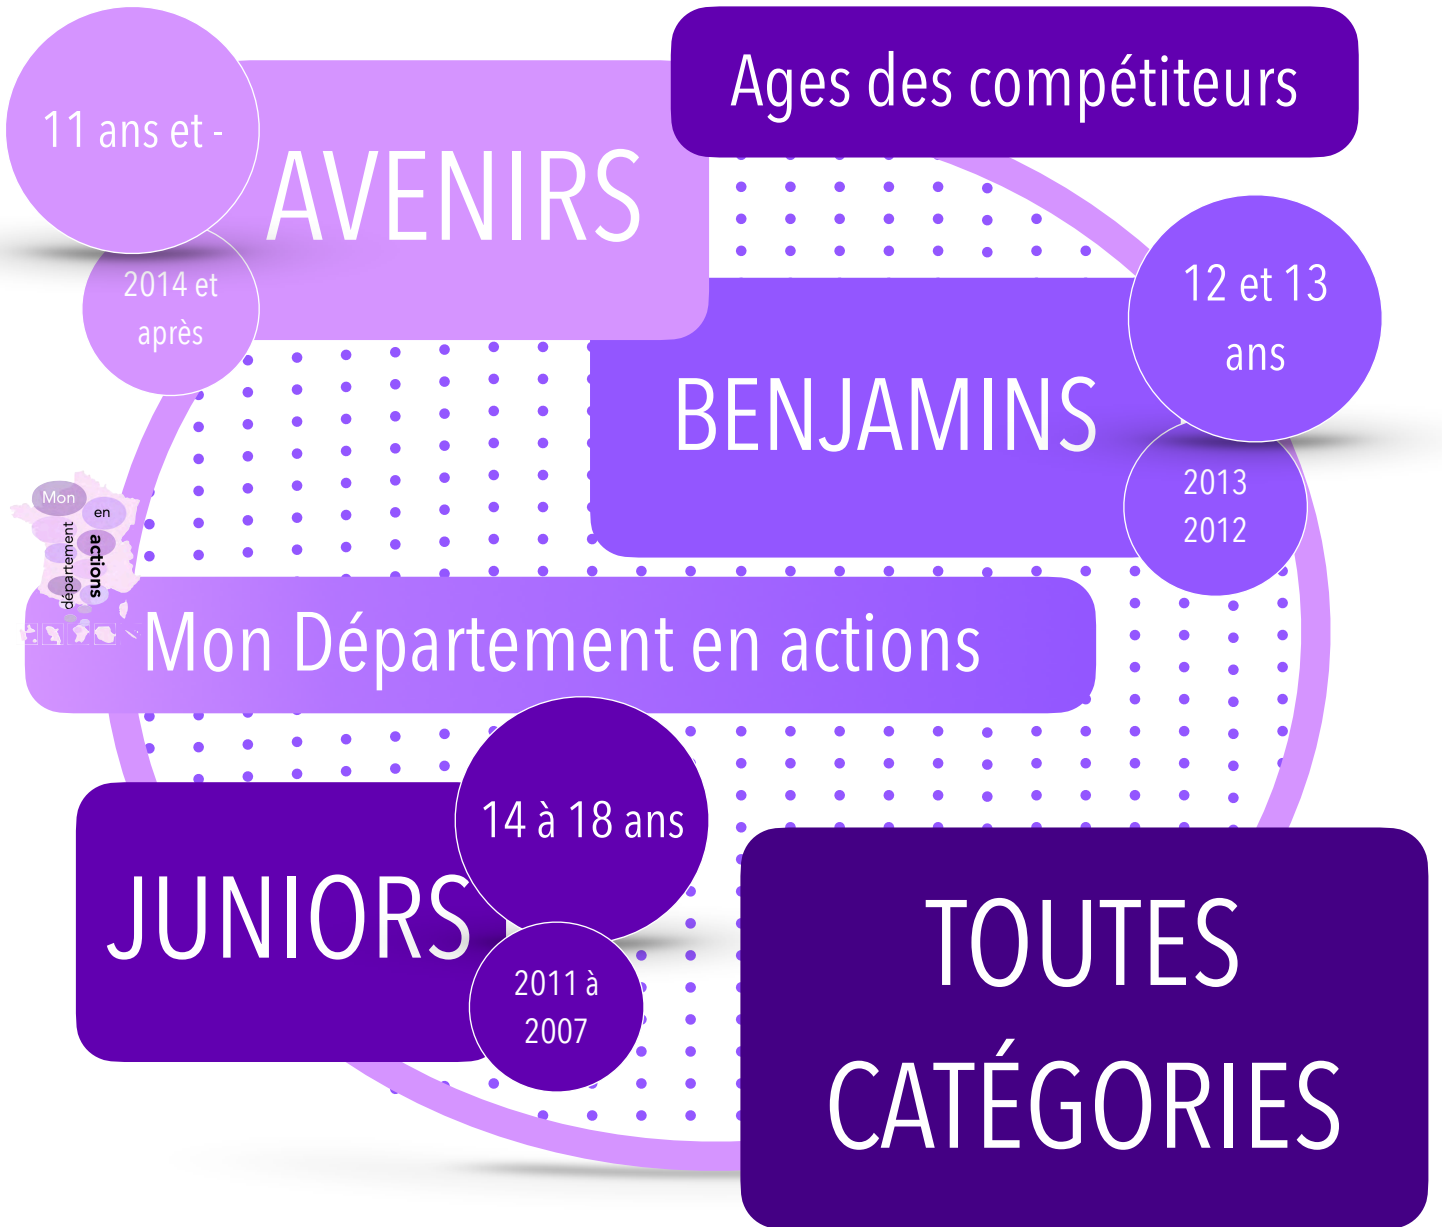 Ages des compétiteurs
11 ans et -
AVENIRS
2014 et
après
12 et 13
ans
BENJAMINS
2013
2012
Mon
en
département
actions
Mon Département en actions
14 à 18 ans
JUNIORS
2011 à
2007
TOUTES
CATÉGORIES